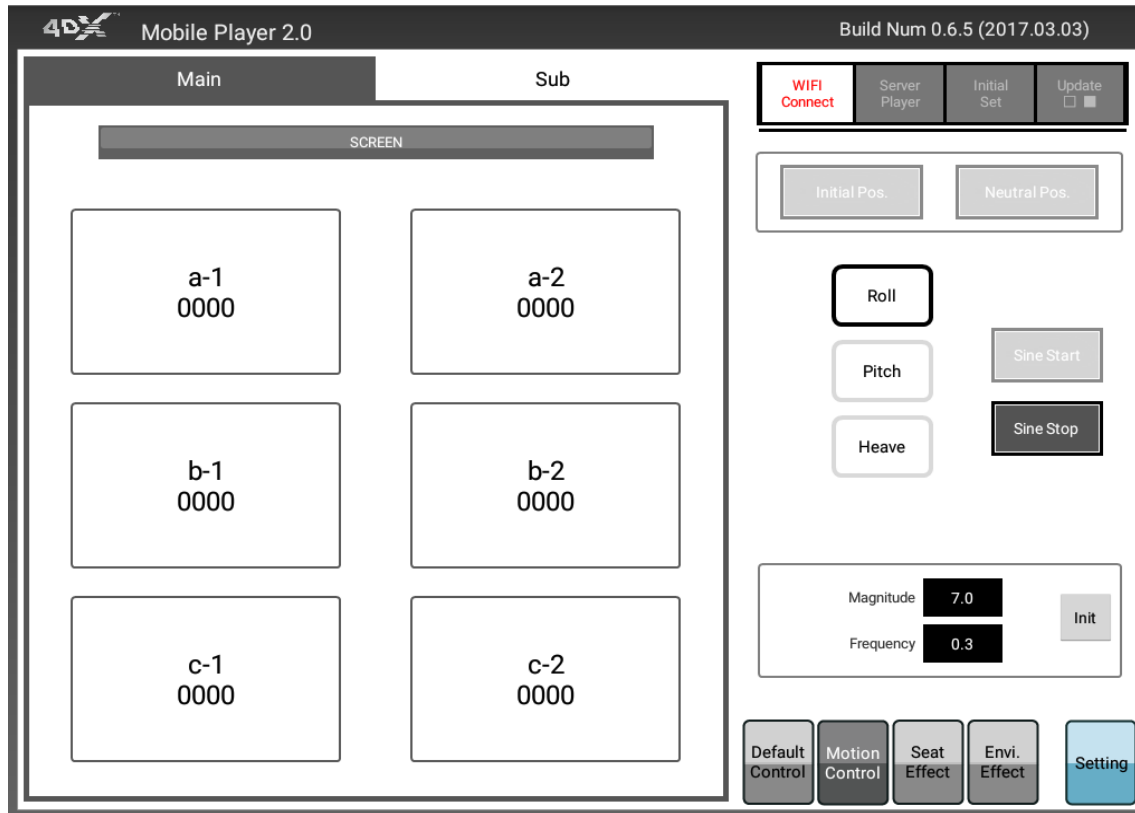 4DX™ Mobile Player 2.0 Build Num 0.6.5 (2017.03.03)
Main Sub
SCREEN
a-1
0000
a-2
0000
b-1
0000
b-2
0000
c-1
0000
c-2
0000
WIFI
Connect
Server
Player
Initial
Set
Update
Initial Pos.
Neutral Pos.
Roll
Pitch
Heave
Sine Start
Sine Stop
Magnitude 7.0
Frequency 0.3
Init
Default
Control
Motion
Control
Seat
Effect
Envi.
Effect
Setting